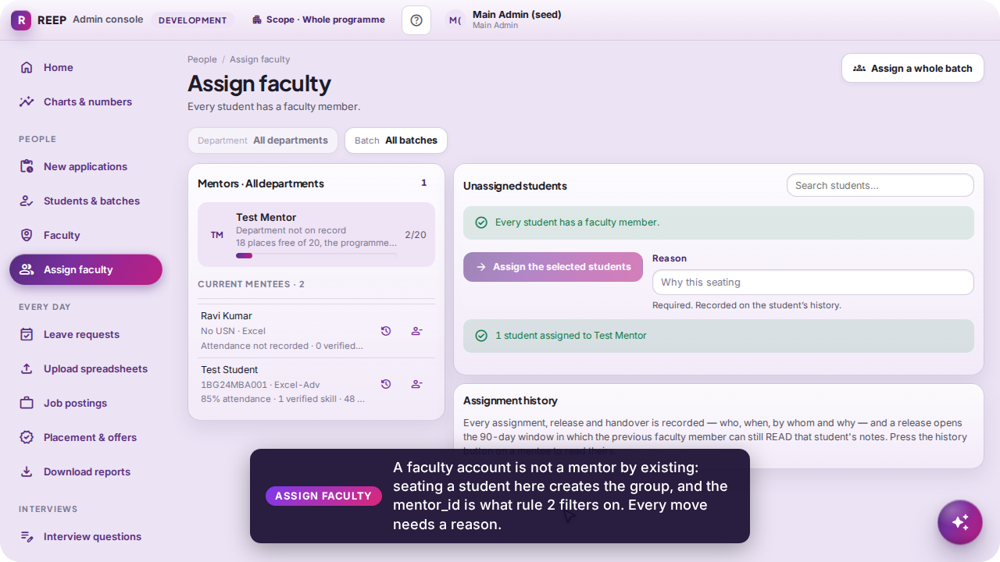 R REEP Admin console DEVELOPMENT Scope · Whole programme M( Main Admin (seed)
Main Admin
Home
Charts & numbers
PEOPLE
New applications
Students & batches
Faculty
Assign faculty
EVERY DAY
Leave requests
Upload spreadsheets
Job postings
Placement & offers
Download reports
INTERVIEWS
Interview questions
People / Assign faculty
Assign faculty
Every student has a faculty member.
Assign a whole batch
Department All departments Batch All batches
Mentors · All departments 1
TM Test Mentor
Department not on record
18 places free of 20, the programme...
2/20
CURRENT MENTEES · 2
Ravi Kumar
No USN · Excel
Attendance not recorded · 0 verified...
Test Student
1BG24MBA001 · Excel-Adv
85% attendance · 1 verified skill · 48 ...
Unassigned students Search students...
Every student has a faculty member.
Assign the selected students
Reason
Why this seating
Required. Recorded on the student's history.
1 student assigned to Test Mentor
Assignment history
Every assignment, release and handover is recorded — who, when, by whom and why — and a release opens
the 90-day window in which the previous faculty member can still READ that student's notes. Press the history
button on a mentee to read theirs.
ASSIGN FACULTY
A faculty account is not a mentor by existing:
seating a student here creates the group, and the
mentor_id is what rule 2 filters on. Every move
needs a reason.